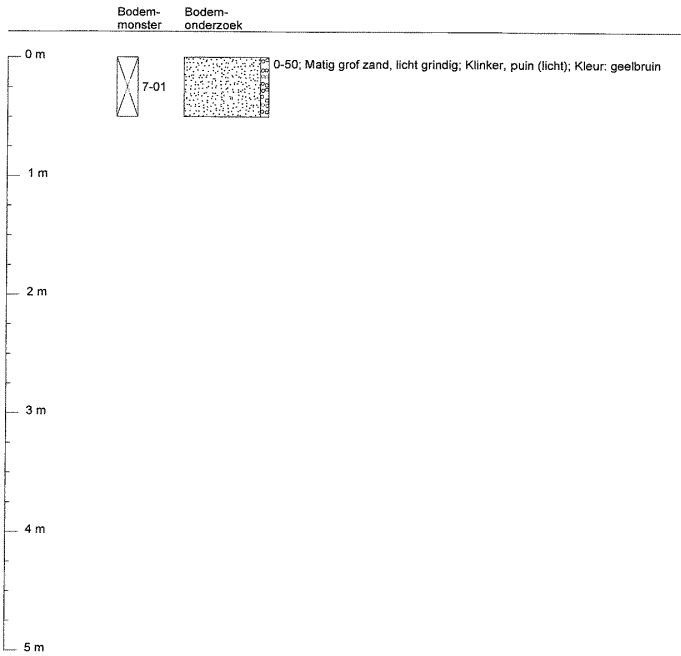 Bodem-
monster
Bodem-
onderzoek
0 m
7-01
0-50; Matig grof zand, licht grindig; Klinker, puin (licht); Kleur: geelbruin
1 m
2 m
3 m
4 m
5 m